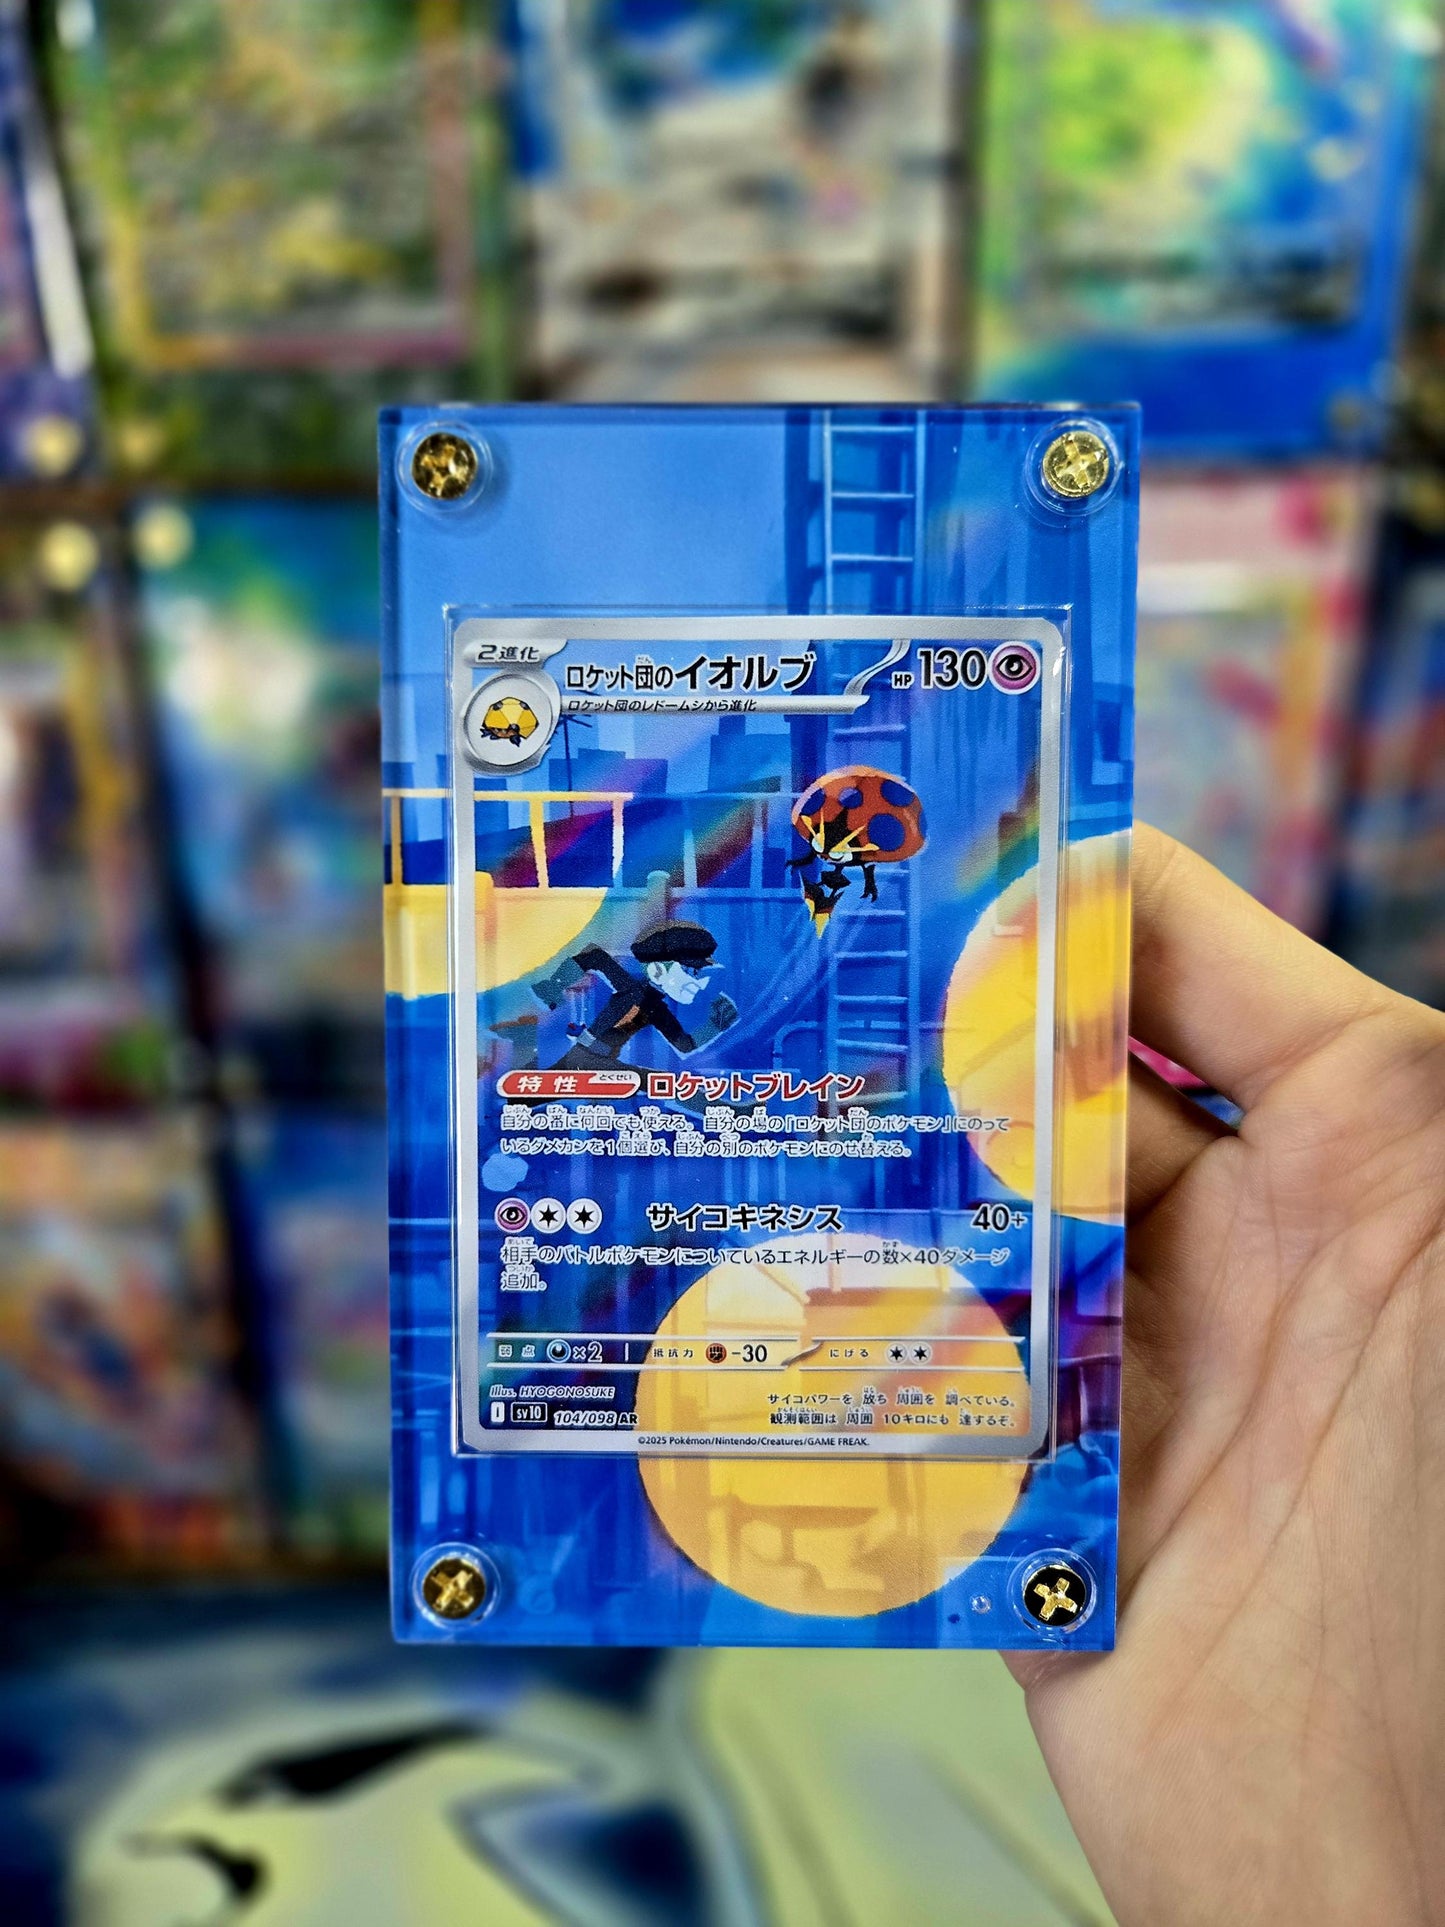 2進化
ロケット団のイオルブ
HP 130
ロケット団のレドームシから進化
特性 ロケットブレイン
自分の番に何回でも使える。自分の場の「ロケット団のポケモン」にのって
いるダメカンを1個選び、自分の別のポケモンにのせ替える。
サイコキネシス 40+
相手のバトルポケモンについているエネルギーの数×40ダメージ
追加。
弱点 ×2 抵抗力 -30 にげる
Illus. HYOGONOSUKE
I sv10 104/098 AR
サイコパワーを放ち周囲を調べている。
観測範囲は周囲10キロにも達するぞ。
©2025 Pokémon/Nintendo/Creatures/GAME FREAK.